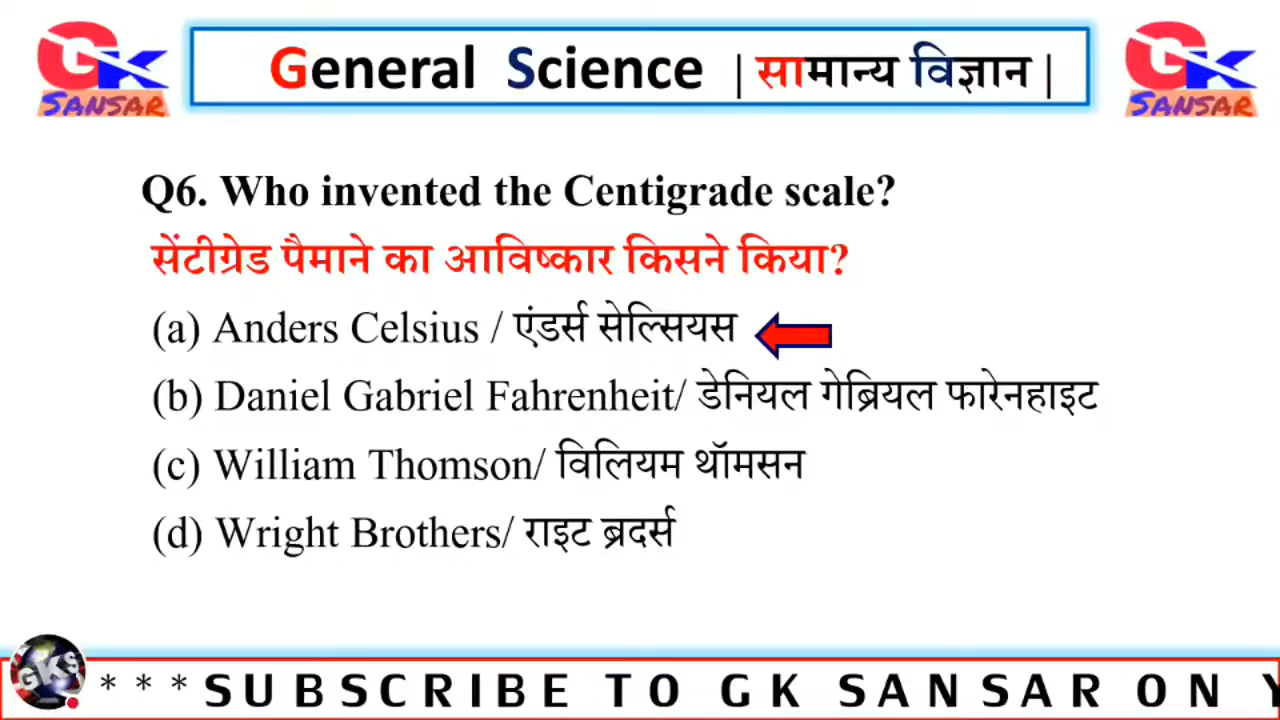 GK SANSAR
General Science | सामान्य विज्ञान |
GK SANSAR
Q6. Who invented the Centigrade scale?
सेंटीग्रेड पैमाने का आविष्कार किसने किया?
(a) Anders Celsius / एंडर्स सेल्सियस
(b) Daniel Gabriel Fahrenheit/ डेनियल गेब्रियल फारेनहाइट
(c) William Thomson/ विलियम थॉमसन
(d) Wright Brothers/ राइट ब्रदर्स
GKS
* * * SUBSCRIBE TO GK SANSAR ON Y